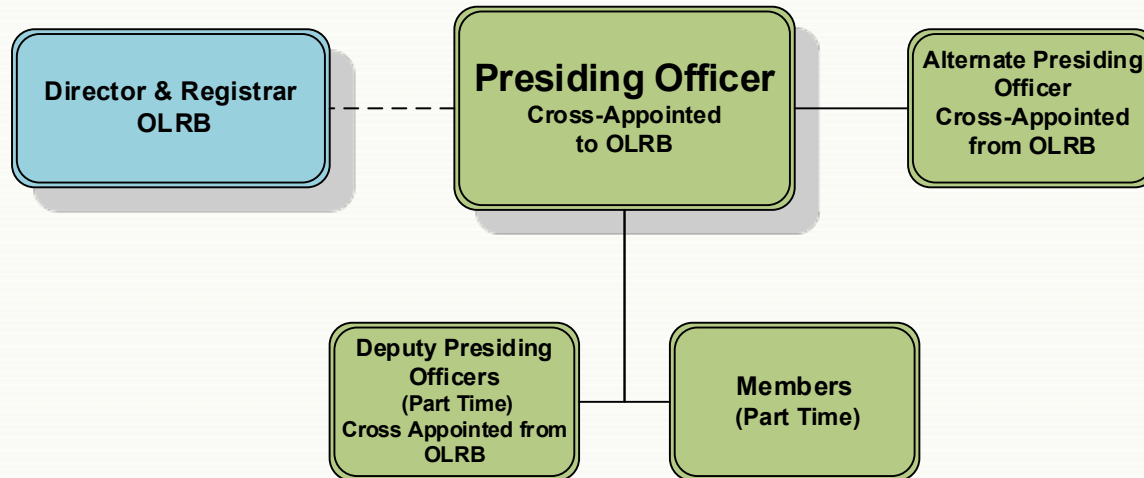 Director & Registrar
OLRB
Presiding Officer
Cross-Appointed
to OLRB
Alternate Presiding
Officer
Cross-Appointed
from OLRB
Deputy Presiding
Officers
(Part Time)
Cross Appointed from
OLRB
Members
(Part Time)